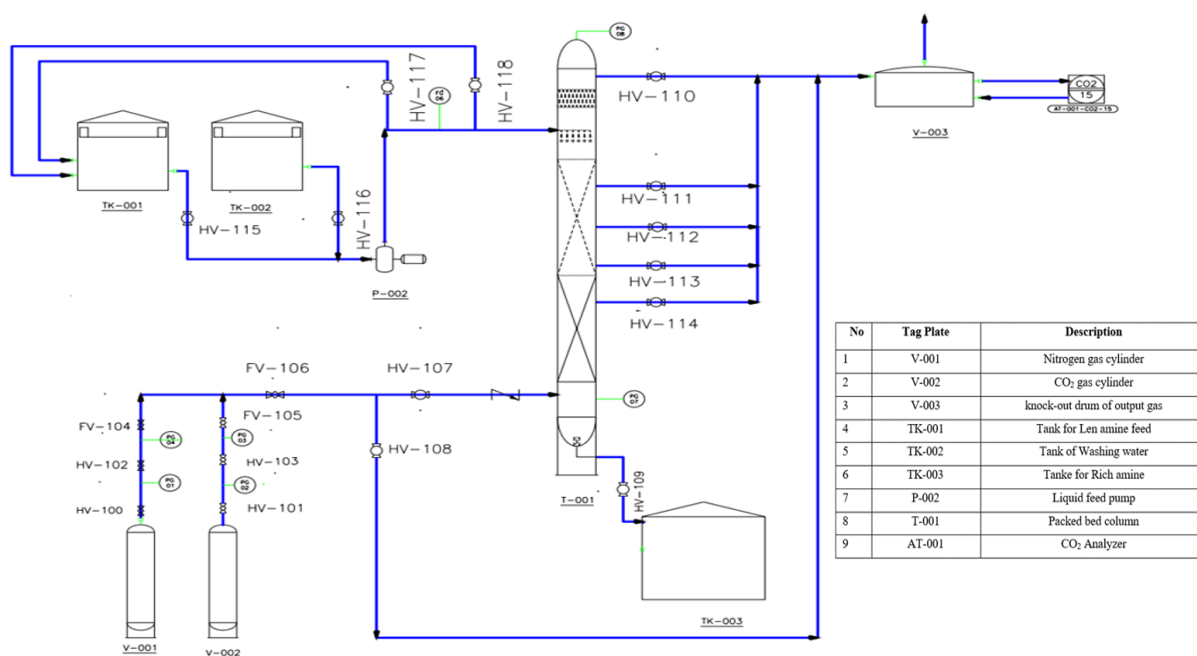 PG
08
HV-117
HV-118
FG
06
HV-110
CO2
15
AT-001-CO2-15
V-003
TK-001
TK-002
HV-115
HV-116
P-002
HV-111
HV-112
HV-113
HV-114
FV-106
HV-107
FV-104
FV-105
PG
04
PG
03
HV-102
HV-103
HV-108
PG
01
PG
02
HV-100
HV-101
PG
07
T-001
HV-109
V-001
V-002
TK-003
No Tag Plate Description
1 V-001 Nitrogen gas cylinder
2 V-002 CO₂ gas cylinder
3 V-003 knock-out drum of output gas
4 TK-001 Tank for Len amine feed
5 TK-002 Tank of Washing water
6 TK-003 Tanke for Rich amine
7 P-002 Liquid feed pump
8 T-001 Packed bed column
9 AT-001 CO₂ Analyzer